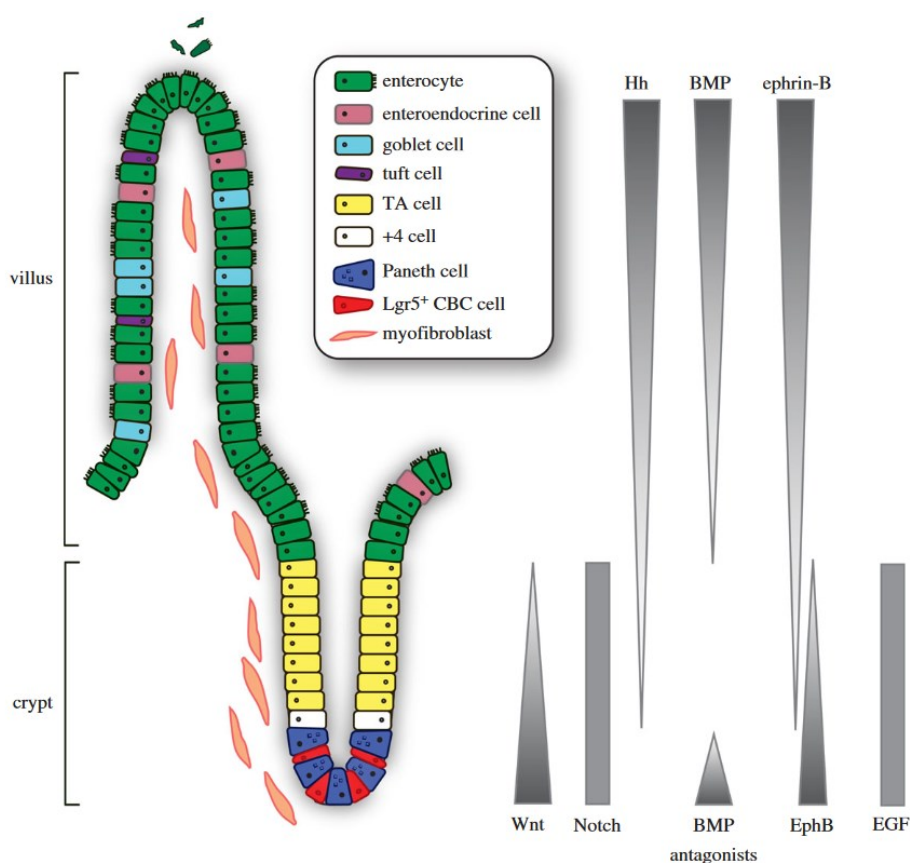 enterocyte
enteroendocrine cell
goblet cell
tuft cell
TA cell
+4 cell
Paneth cell
Lgr5⁺ CBC cell
myofibroblast
villus
crypt
Hh BMP ephrin-B
Wnt Notch BMP EphB EGF
antagonists